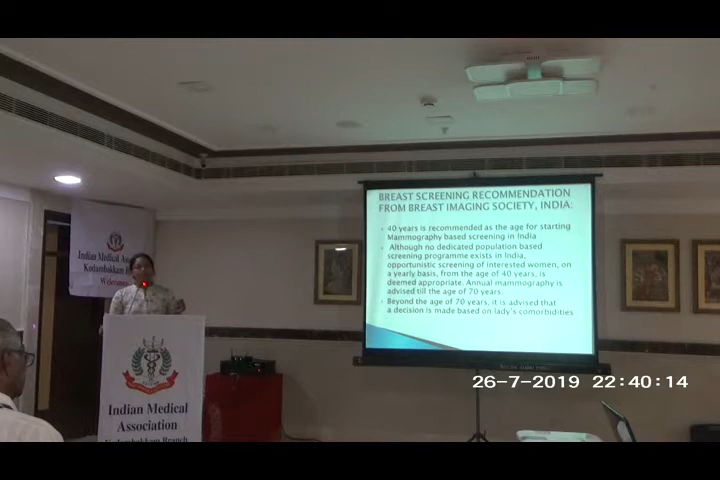 BREAST SCREENING RECOMMENDATION
FROM BREAST IMAGING SOCIETY, INDIA:
40 years is recommended as the age for starting
Mammography based screening in India
Although no dedicated population based
screening programme exists in India,
opportunistic screening of interested women, on
a yearly basis, from the age of 40 years, is
deemed appropriate. Annual mammography is
advised till the age of 70 years.
Beyond the age of 70 years, it is advised that
a decision is made based on lady's comorbidities
Indian Medical
Kodambakkam
Indian Medical
Association
Kodambakkam Branch
26-7-2019 22:40:14